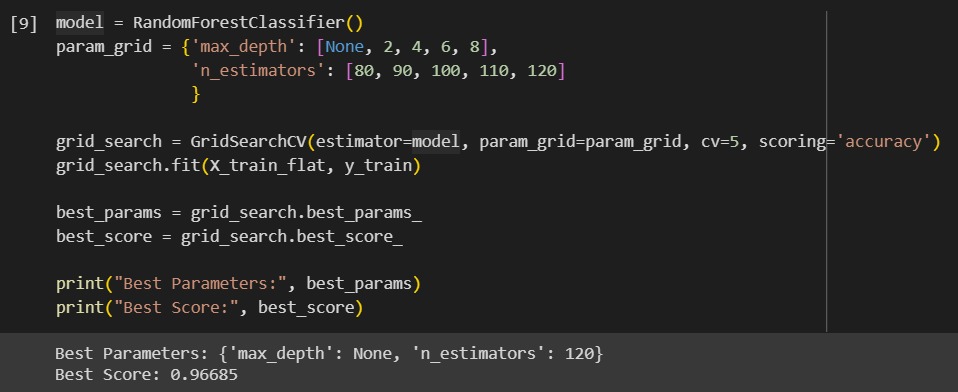 [9] model = RandomForestClassifier()
param_grid = {'max_depth': [None, 2, 4, 6, 8],
'n_estimators': [80, 90, 100, 110, 120]
}
grid_search = GridSearchCV(estimator=model, param_grid=param_grid, cv=5, scoring='accuracy')
grid_search.fit(X_train_flat, y_train)
best_params = grid_search.best_params_
best_score = grid_search.best_score_
print("Best Parameters:", best_params)
print("Best Score:", best_score)
Best Parameters: {'max_depth': None, 'n_estimators': 120}
Best Score: 0.96685